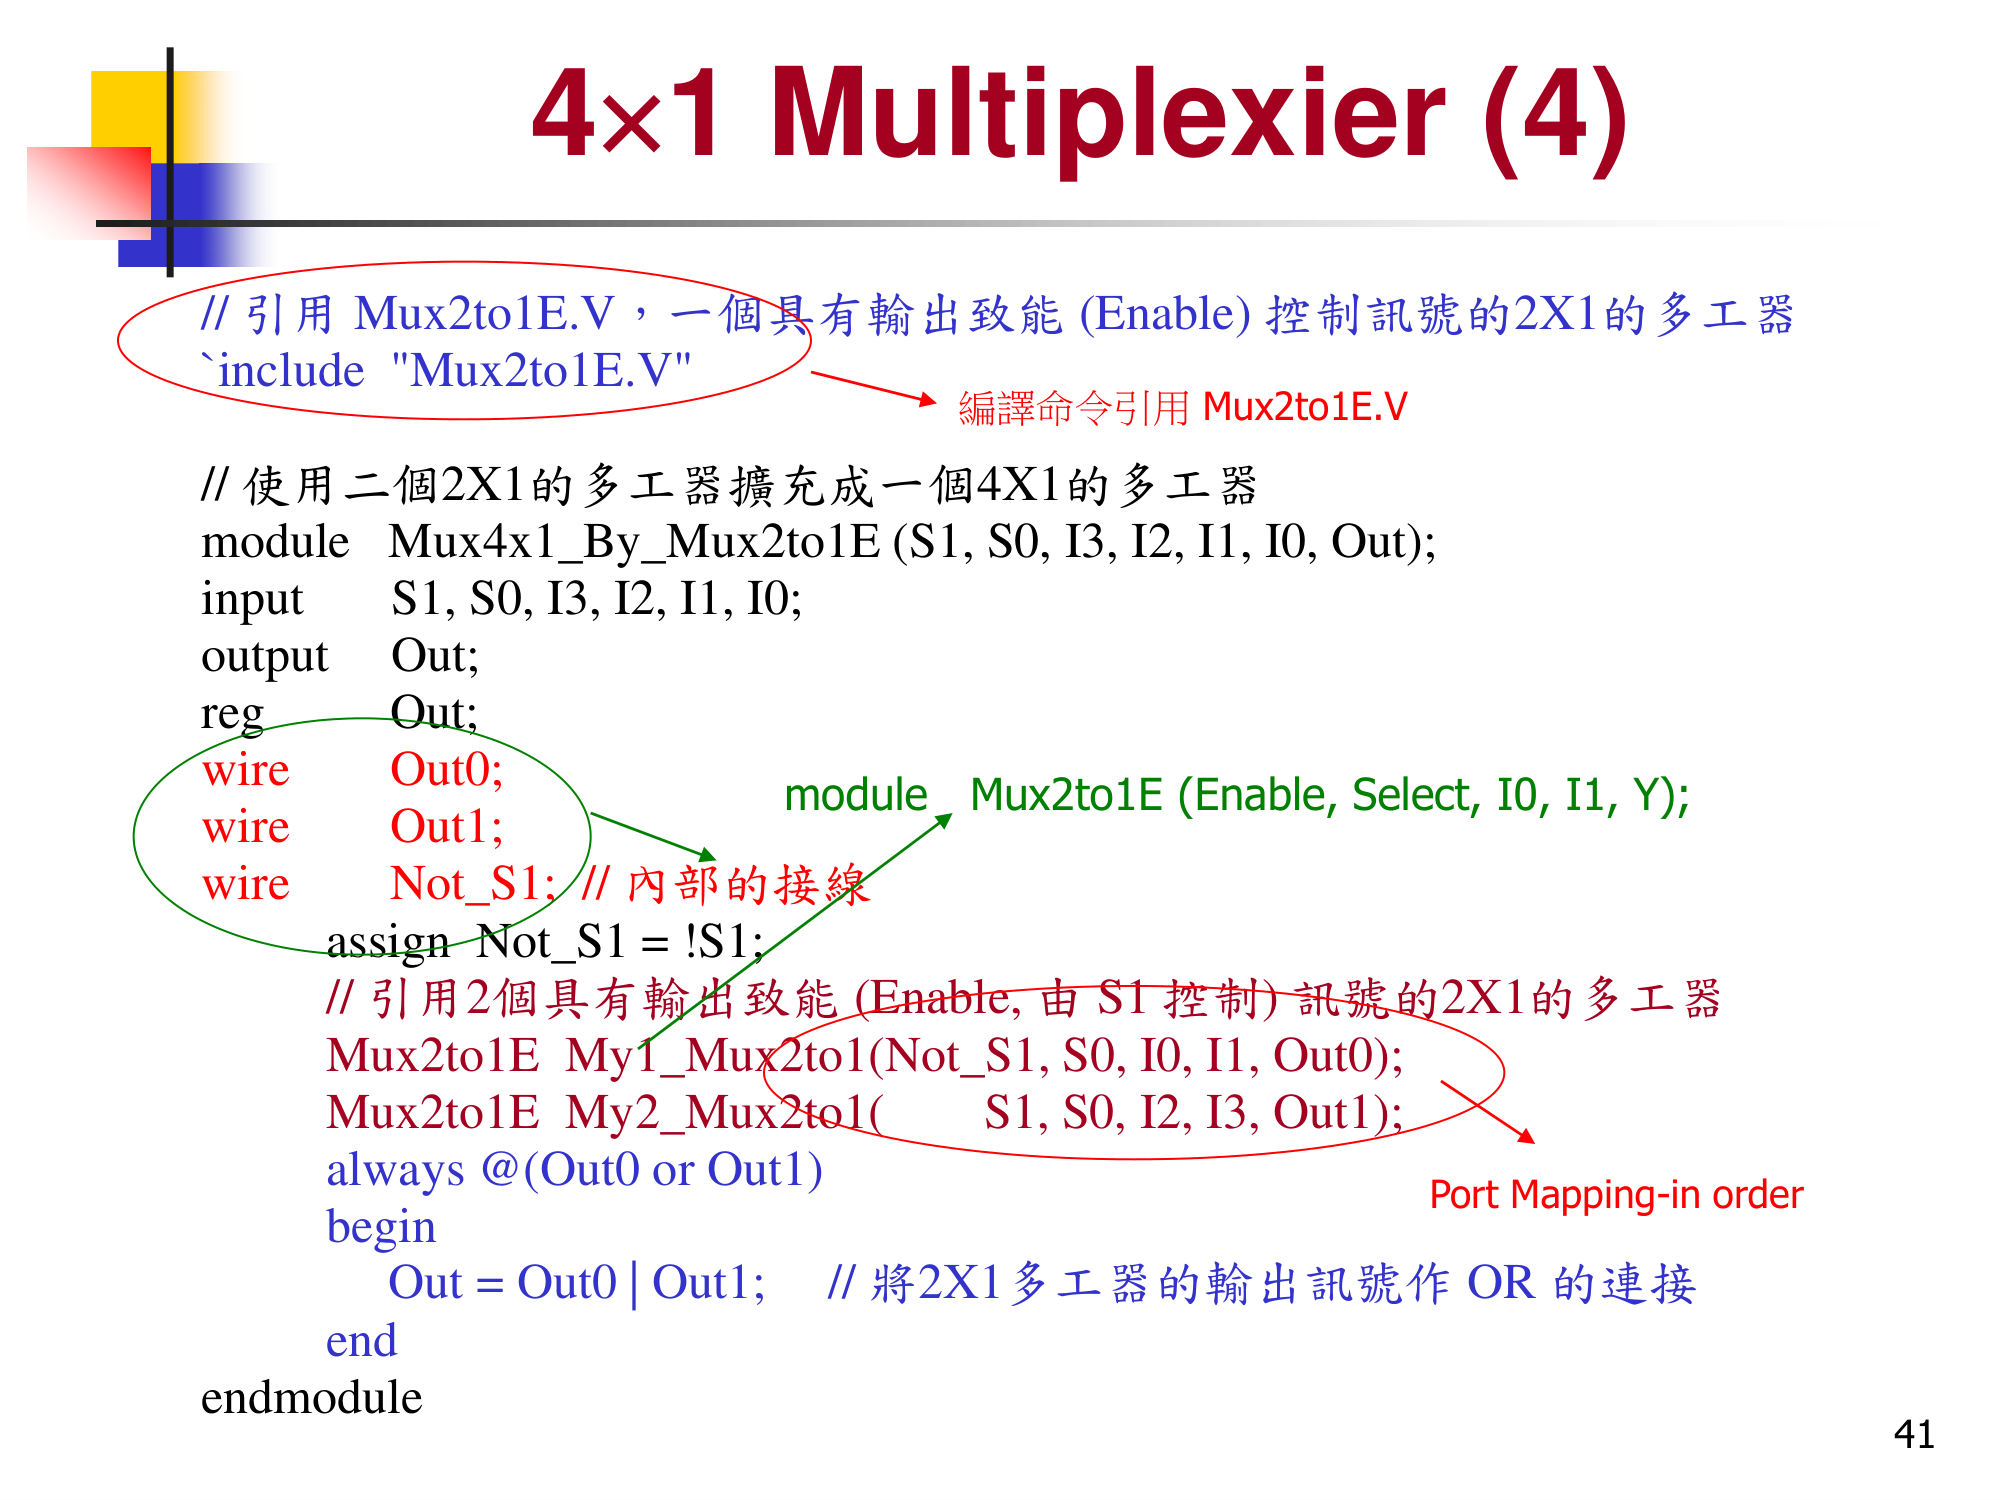 4×1 Multiplexier (4)
// 引用 Mux2to1E.V，一個具有輸出致能 (Enable) 控制訊號的2X1的多工器
`include "Mux2to1E.V"
編譯命令引用 Mux2to1E.V
// 使用二個2X1的多工器擴充成一個4X1的多工器
module Mux4x1_By_Mux2to1E (S1, S0, I3, I2, I1, I0, Out);
input S1, S0, I3, I2, I1, I0;
output Out;
reg Out;
wire Out0;
module Mux2to1E (Enable, Select, I0, I1, Y);
wire Out1;
wire Not_S1; // 內部的接線
assign Not_S1 = !S1;
// 引用2個具有輸出致能 (Enable, 由 S1 控制) 訊號的2X1的多工器
Mux2to1E My1_Mux2to1(Not_S1, S0, I0, I1, Out0);
Mux2to1E My2_Mux2to1( S1, S0, I2, I3, Out1);
always @(Out0 or Out1)
Port Mapping-in order
begin
Out = Out0 | Out1; // 將2X1多工器的輸出訊號作 OR 的連接
end
endmodule
41